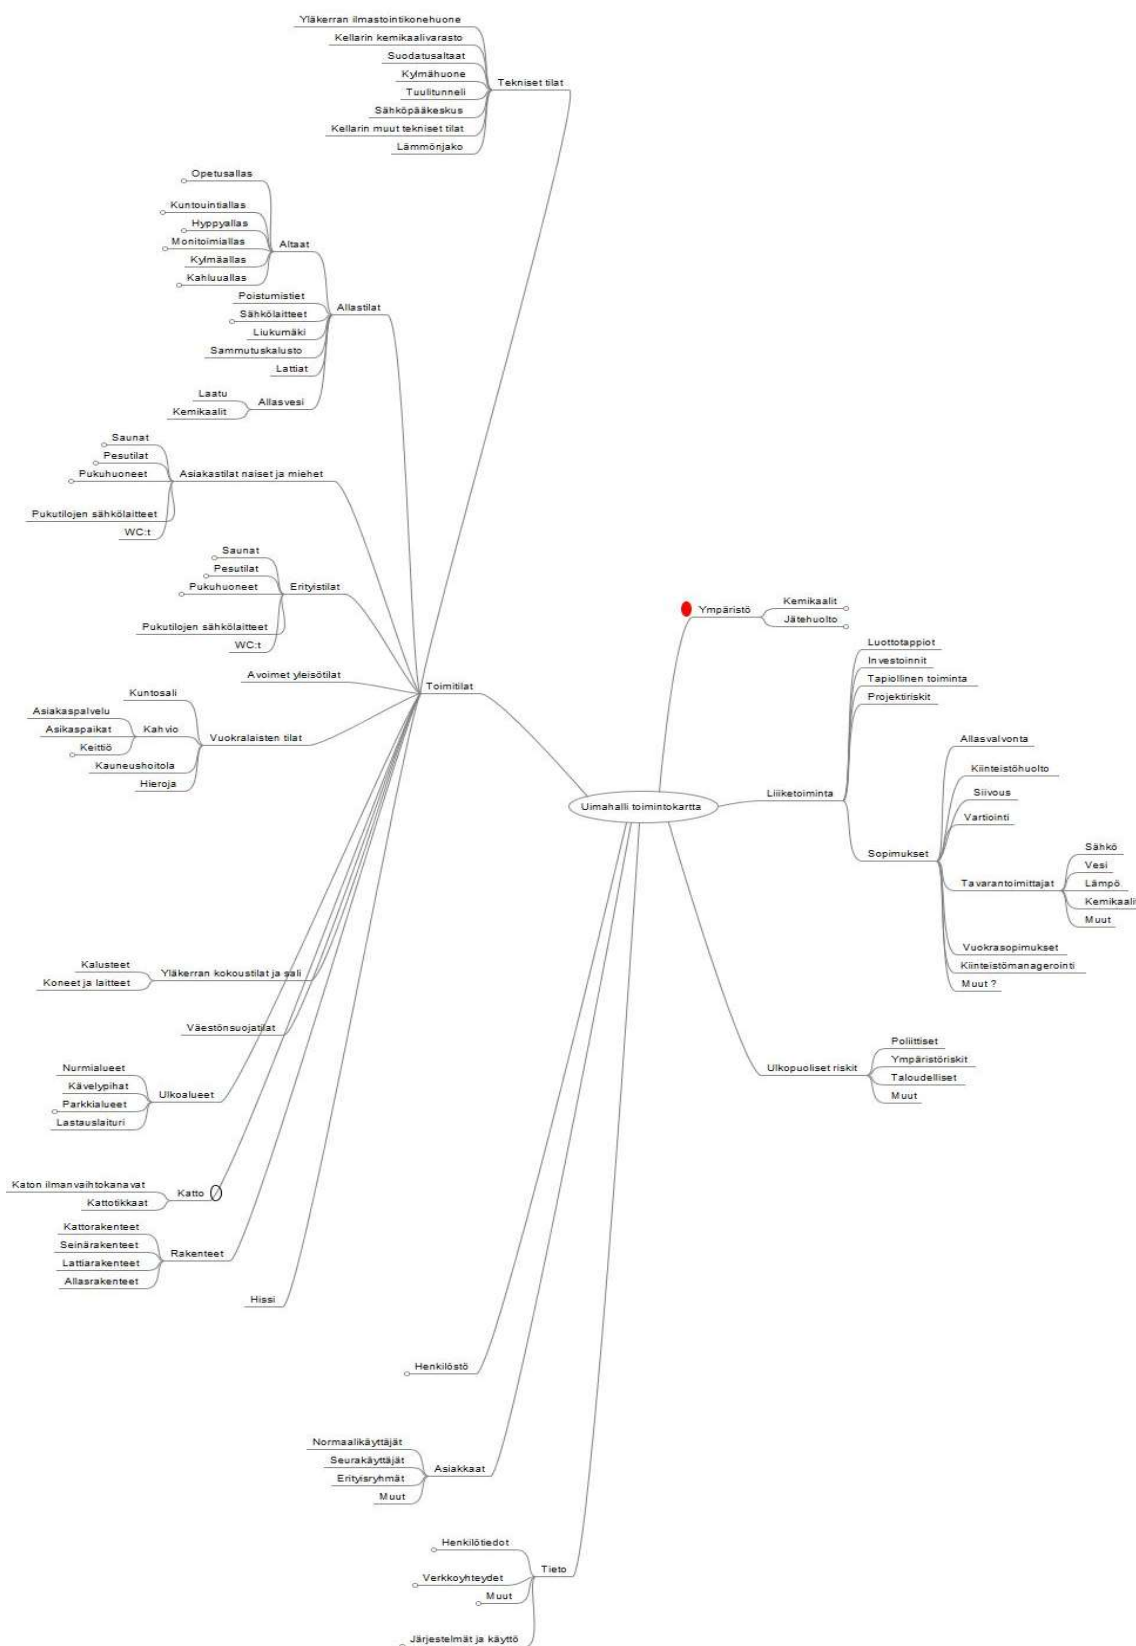 Yläkerran ilmastointikonehuone
Kellarin kemikaalivarasto
Suodatusaltaat
Kylmähuone
Tuulitunneli
Sähköpääkeskus
Kellarin muut tekniset tilat
Lämmönjako
Tekniset tilat
Opetusallas
Kuntouintiallas
Hyppyallas
Monitoimiallas
Kylmäallas
Kahluuallas
Altaat
Poistumistiet
Sähkölaitteet
Liukumäki
Sammutuskalusto
Lattiat
Laatu
Kemikaalit
Allasvesi
Allastilat
Saunat
Pesutilat
Pukuhuoneet
Pukutilojen sähkölaitteet
WC:t
Asiakastilat naiset ja miehet
Saunat
Pesutilat
Pukuhuoneet
Pukutilojen sähkölaitteet
WC:t
Erityistilat
Avoimet yleisötilat
Kuntosali
Asiakaspalvelu
Asikaspaikat
Keittiö
Kahvio
Kauneushoitola
Hieroja
Vuokralaisten tilat
Toimitilat
Kalusteet
Koneet ja laitteet
Yläkerran kokoustilat ja sali
Väestönsuojatilat
Nurmialueet
Kävelypihat
Parkkialueet
Lastauslaituri
Ulkoalueet
Katon ilmanvaihtokanavat
Kattotikkaat
Katto
Kattorakenteet
Seinärakenteet
Lattiarakenteet
Allasrakenteet
Rakenteet
Hissi
Uimahalli toimintokartta
Ympäristö
Kemikaalit
Jätehuolto
Liiketoiminta
Luottotappiot
Investoinnit
Tapiollinen toiminta
Projektiriskit
Sopimukset
Allasvalvonta
Kiinteistöhuolto
Siivous
Vartiointi
Tavarantoimittajat
Sähkö
Vesi
Lämpö
Kemikaalit
Muut
Vuokrasopimukset
Kiinteistömanagerointi
Muut ?
Ulkopuoliset riskit
Poliittiset
Ympäristöriskit
Taloudelliset
Muut
Henkilöstö
Normaalikäyttäjät
Seurakäyttäjät
Erityisryhmät
Muut
Asiakkaat
Henkilötiedot
Verkkoyhteydet
Muut
Järjestelmät ja käyttö
Tieto